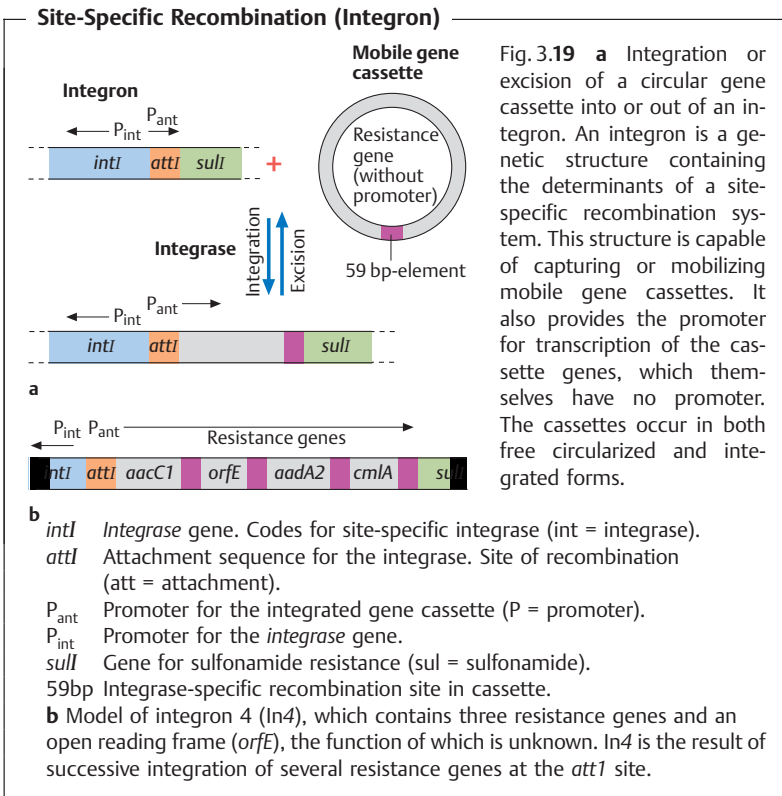 Site-Specific Recombination (Integron)
Mobile gene
cassette
Integron
P_ant
P_int
intI attI sulI +
Resistance
gene
(without
promoter)
Integrase
Integration
Excision
59 bp-element
P_ant
P_int
intI attI sulI
a
P_int P_ant
Resistance genes
intI attI aacC1 orfE aadA2 cmlA sulI
b
Fig. 3.19 a Integration or
excision of a circular gene
cassette into or out of an in-
tegron. An integron is a ge-
netic structure containing
the determinants of a site-
specific recombination sys-
tem. This structure is capable
of capturing or mobilizing
mobile gene cassettes. It
also provides the promoter
for transcription of the cas-
sette genes, which them-
selves have no promoter.
The cassettes occur in both
free circularized and inte-
grated forms.
intI Integrase gene. Codes for site-specific integrase (int = integrase).
attI Attachment sequence for the integrase. Site of recombination
(att = attachment).
P_ant Promoter for the integrated gene cassette (P = promoter).
P_int Promoter for the integrase gene.
sulI Gene for sulfonamide resistance (sul = sulfonamide).
59bp Integrase-specific recombination site in cassette.
b Model of integron 4 (In4), which contains three resistance genes and an
open reading frame (orfE), the function of which is unknown. In4 is the result of
successive integration of several resistance genes at the att1 site.